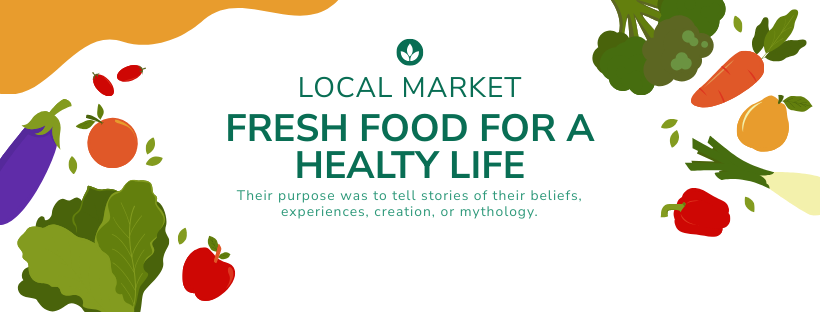 LOCAL MARKET
FRESH FOOD FOR A
HEALTY LIFE
Their purpose was to tell stories of their beliefs,
experiences, creation, or mythology.